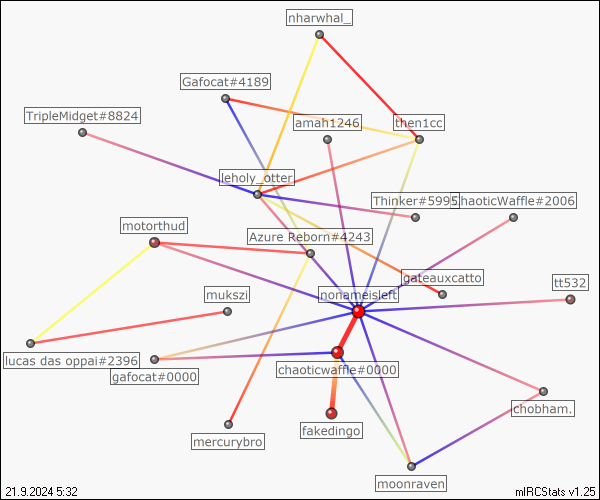 nharwhal_
Gafocat#4189
TripleMidget#8824
amah1246
then1cc
leholy_otter
Thinker#5995
ChaoticWaffle#2006
motorthud
Azure Reborn#4243
gateauxcatto
tt532
mukszi
nonameisleft
lucas das oppai#2396
gafocat#0000
chaoticwaffle#0000
chobham.
fakedingo
mercurybro
moonraven
21.9.2024 5:32
mIRCStats v1.25